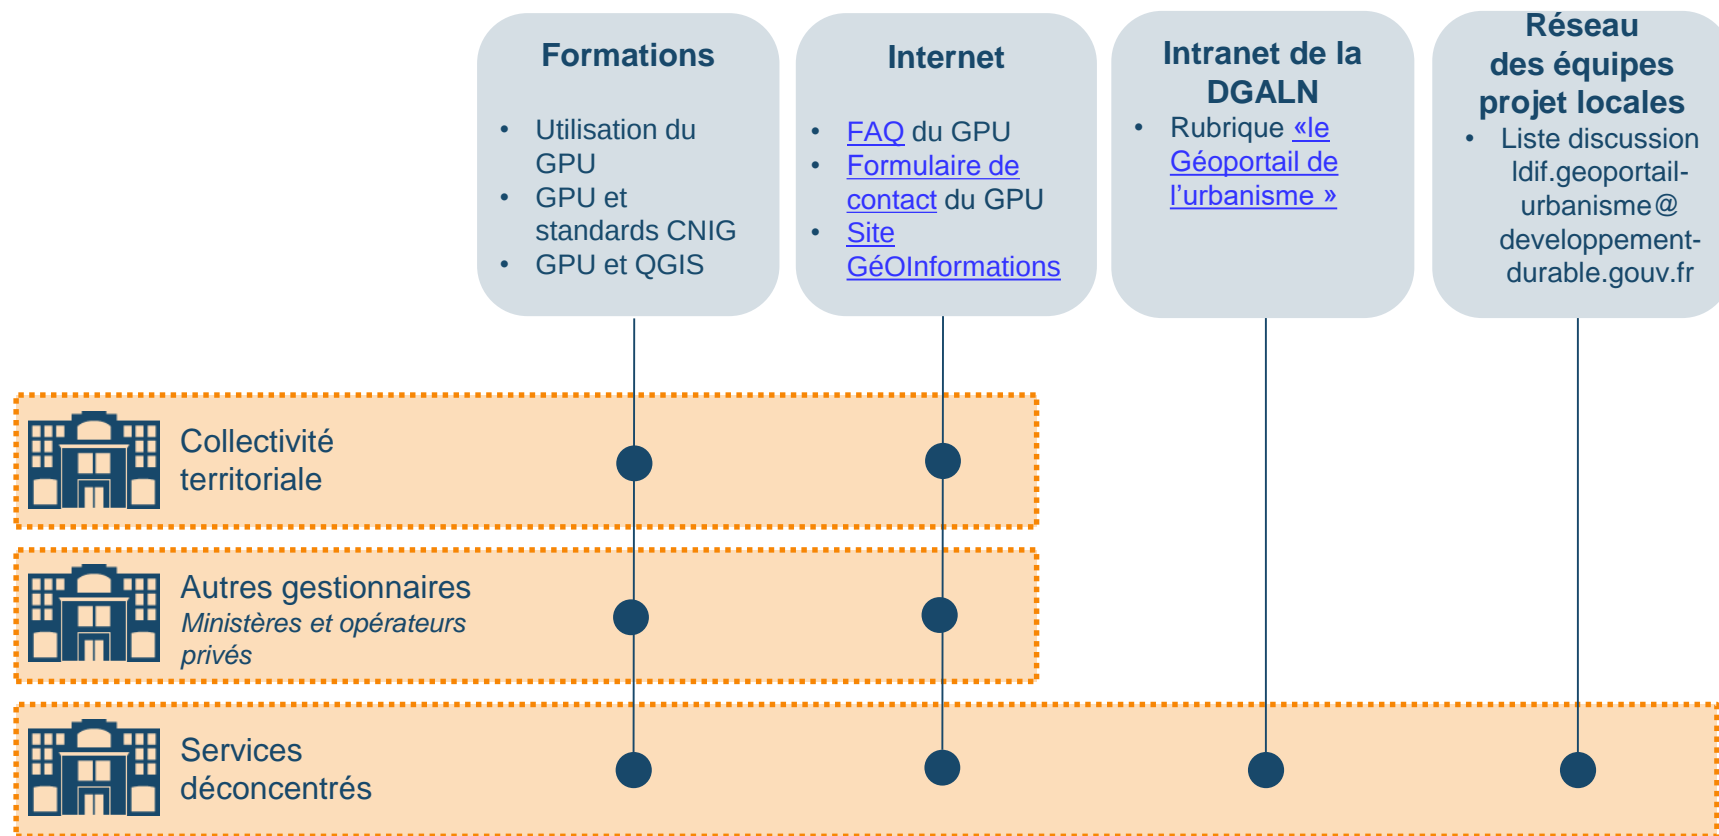 Formations
• Utilisation du
GPU
• GPU et
standards CNIG
• GPU et QGIS
Internet
• FAQ du GPU
• Formulaire de
contact du GPU
• Site
GéOInformations
Intranet de la
DGALN
• Rubrique «le
Géoportail de
l’urbanisme »
Réseau
des équipes
projet locales
• Liste discussion
ldif.geoportail-
urbanisme@
developpement-
durable.gouv.fr
Collectivité
territoriale
Autres gestionnaires
Ministères et opérateurs
privés
Services
déconcentrés